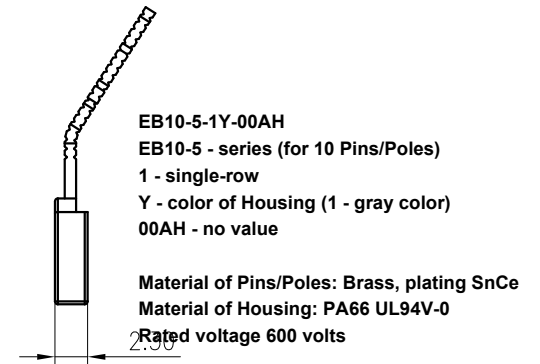 EB10-5-1Y-00AH
EB10-5 - series (for 10 Pins/Poles)
1 - single-row
Y - color of Housing (1 - gray color)
00AH - no value
Material of Pins/Poles: Brass, plating SnCe
Material of Housing: PA66 UL94V-0
Rated voltage 600 volts
2.30